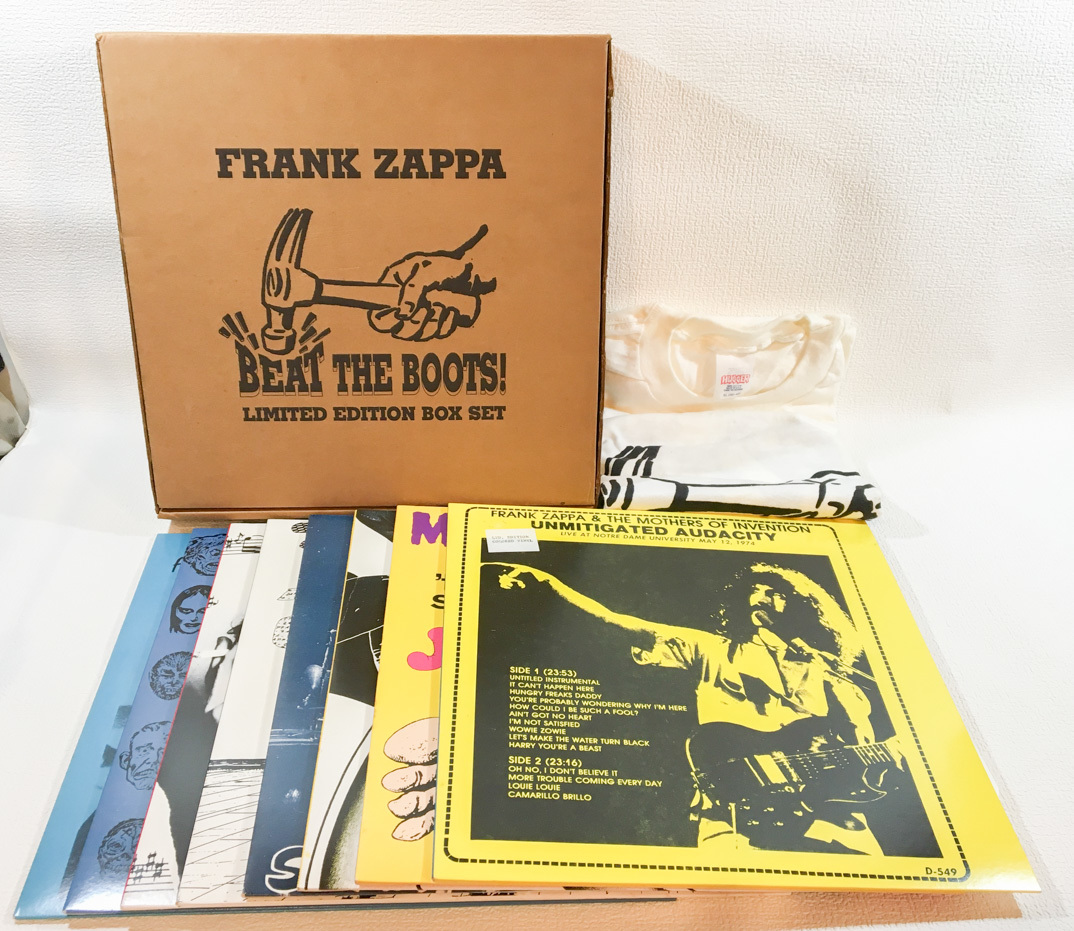 FRANK ZAPPA
BEAT THE BOOTS!
LIMITED EDITION BOX SET
FRANK ZAPPA & THE MOTHERS OF INVENTION
UNMITIGATED AUDACITY
LIVE AT NOTRE DAME UNIVERSITY MAY 12, 1974
SIDE 1 (23:53)
UNTITLED INSTRUMENTAL
IT CAN'T HAPPEN HERE
HUNGRY FREAKS DADDY
YOU'RE PROBABLY WONDERING WHY I'M HERE
HOW COULD I BE SUCH A FOOL?
AIN'T GOT NO HEART
I'M NOT SATISFIED
WOWIE ZOWIE
LET'S MAKE THE WATER TURN BLACK
HARRY YOU'RE A BEAST
SIDE 2 (23:16)
OH NO, I DON'T BELIEVE IT
MORE TROUBLE COMING EVERY DAY
LOUIE LOUIE
CAMARILLO BRILLO
D-549
M
S
J
S